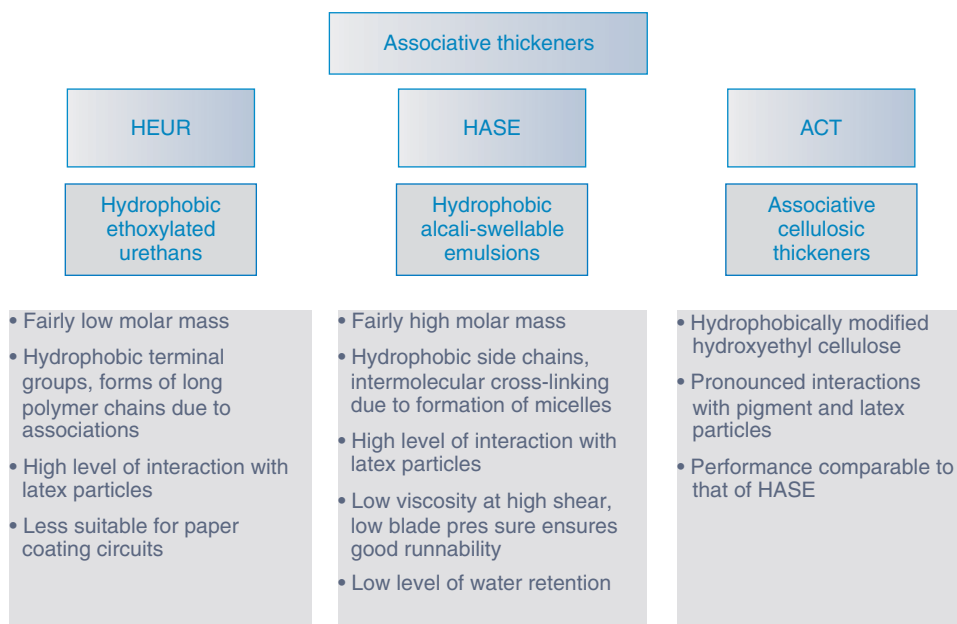 Associative thickeners
HEUR
Hydrophobic
ethoxylated
urethans
• Fairly low molar mass
• Hydrophobic terminal
groups, forms of long
polymer chains due to
associations
• High level of interaction with
latex particles
• Less suitable for paper
coating circuits
HASE
Hydrophobic
alcali-swellable
emulsions
• Fairly high molar mass
• Hydrophobic side chains,
intermolecular cross-linking
due to formation of micelles
• High level of interaction with
latex particles
• Low viscosity at high shear,
low blade pres sure ensures
good runnability
• Low level of water retention
ACT
Associative
cellulosic
thickeners
• Hydrophobically modified
hydroxyethyl cellulose
• Pronounced interactions
with pigment and latex
particles
• Performance comparable to
that of HASE